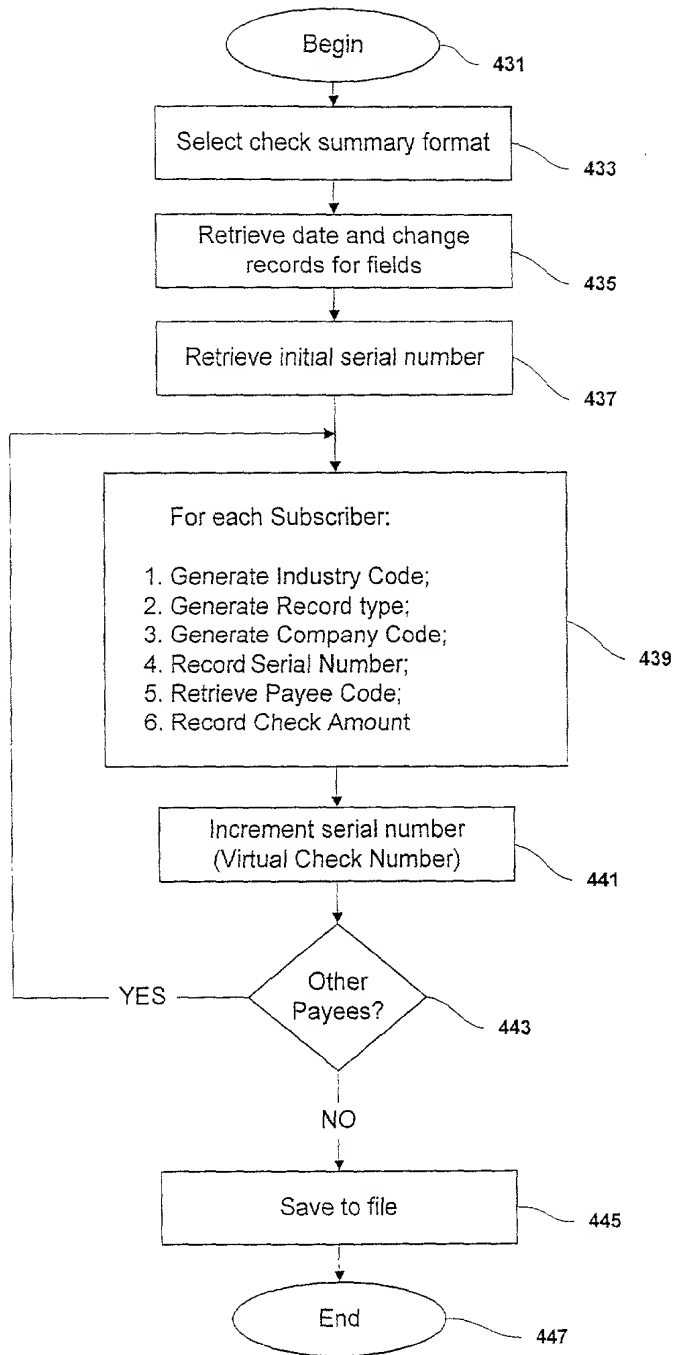 Begin
431
Select check summary format
433
Retrieve date and change
records for fields
435
Retrieve initial serial number
437
For each Subscriber:
1. Generate Industry Code;
2. Generate Record type;
3. Generate Company Code;
4. Record Serial Number;
5. Retrieve Payee Code;
6. Record Check Amount
439
Increment serial number
(Virtual Check Number)
441
Other
Payees?
443
YES
NO
Save to file
445
End
447